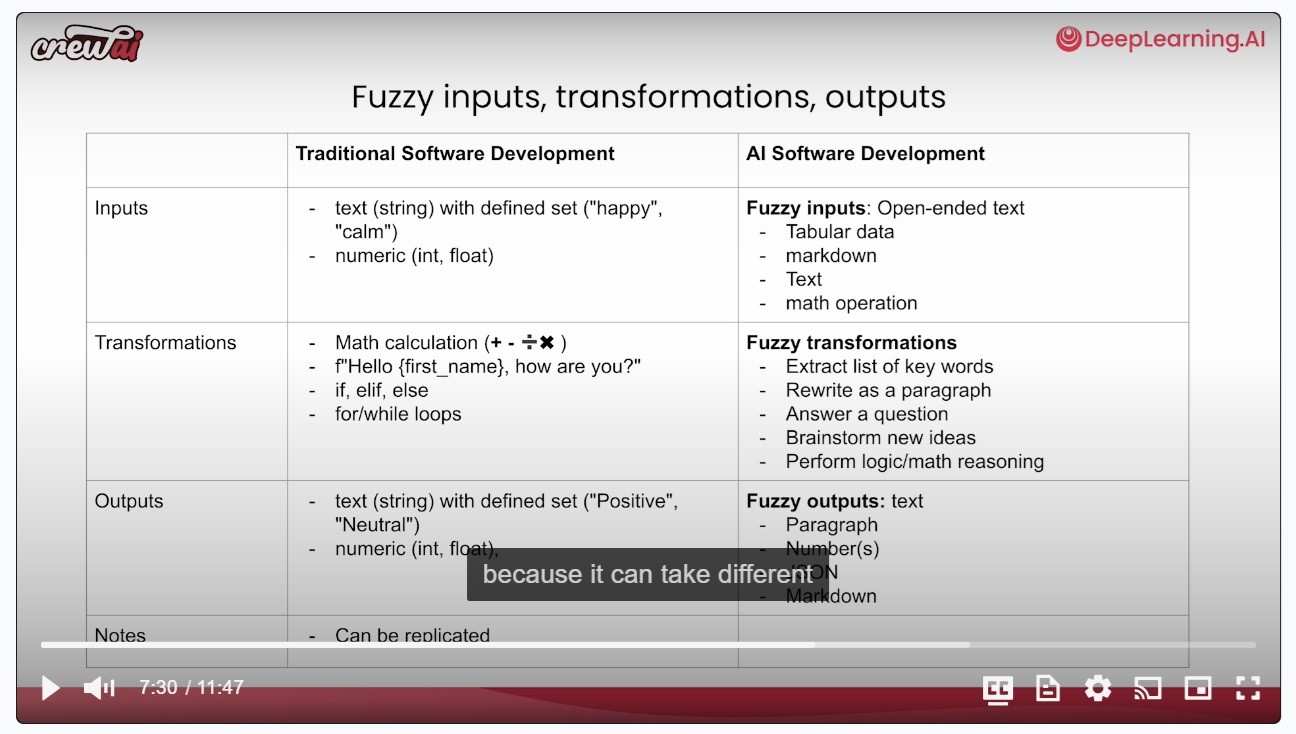 crewai
DeepLearning.AI
Fuzzy inputs, transformations, outputs
Traditional Software Development
AI Software Development
Inputs
- text (string) with defined set ("happy",
"calm")
- numeric (int, float)
Fuzzy inputs: Open-ended text
- Tabular data
- markdown
- Text
- math operation
Transformations
- Math calculation (+ - ÷✖ )
- f"Hello {first_name}, how are you?"
- if, elif, else
- for/while loops
Fuzzy transformations
- Extract list of key words
- Rewrite as a paragraph
- Answer a question
- Brainstorm new ideas
- Perform logic/math reasoning
Outputs
- text (string) with defined set ("Positive",
"Neutral")
- numeric (int, float),
Fuzzy outputs: text
- Paragraph
- Number(s)
- JSON
- Markdown
because it can take different
Notes
- Can be replicated
7:30 / 11:47
CC